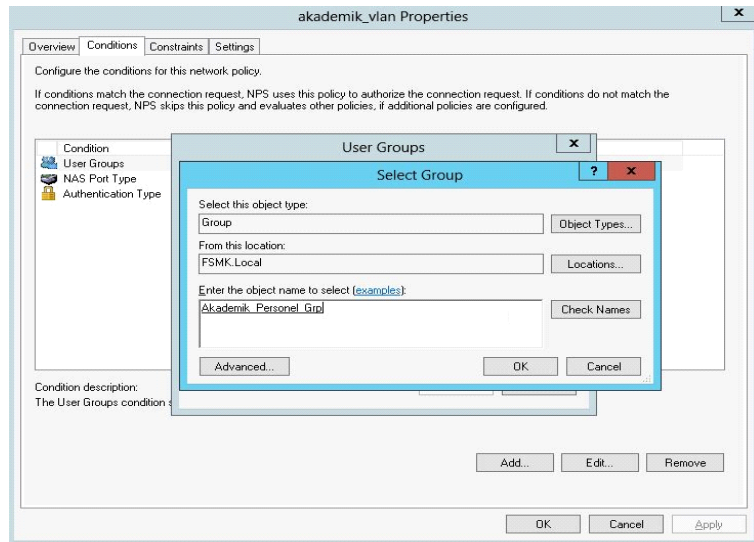 akademik_vlan Properties
x
Overview Conditions Constraints Settings
Configure the conditions for this network policy.
If conditions match the connection request, NPS uses this policy to authorize the connection request. If conditions do not match the
connection request, NPS skips this policy and evaluates other policies, if additional policies are configured.
Condition
User Groups
NAS Port Type
Authentication Type
User Groups
x
Select Group
? x
Select this object type:
Group
Object Types...
From this location:
FSMK.Local
Locations...
Enter the object name to select (examples):
Akademik_Personel_Grp
Check Names
Advanced...
OK
Cancel
Condition description:
The User Groups condition
Add...
Edit...
Remove
OK
Cancel
Apply